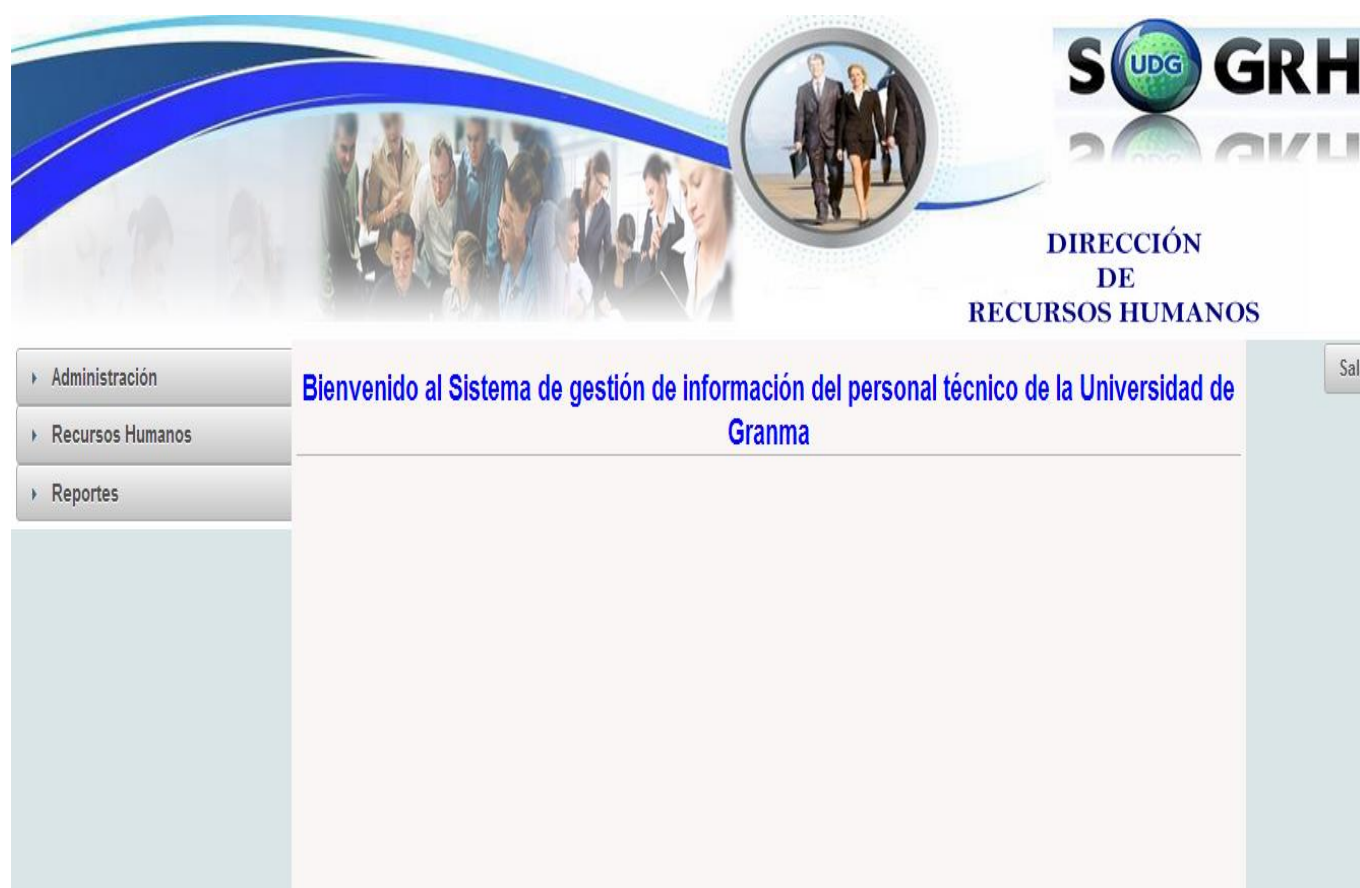 S UDG GRH
DIRECCIÓN
DE
RECURSOS HUMANOS
Administración
Recursos Humanos
Reportes
Bienvenido al Sistema de gestión de información del personal técnico de la Universidad de
Granma
Sal